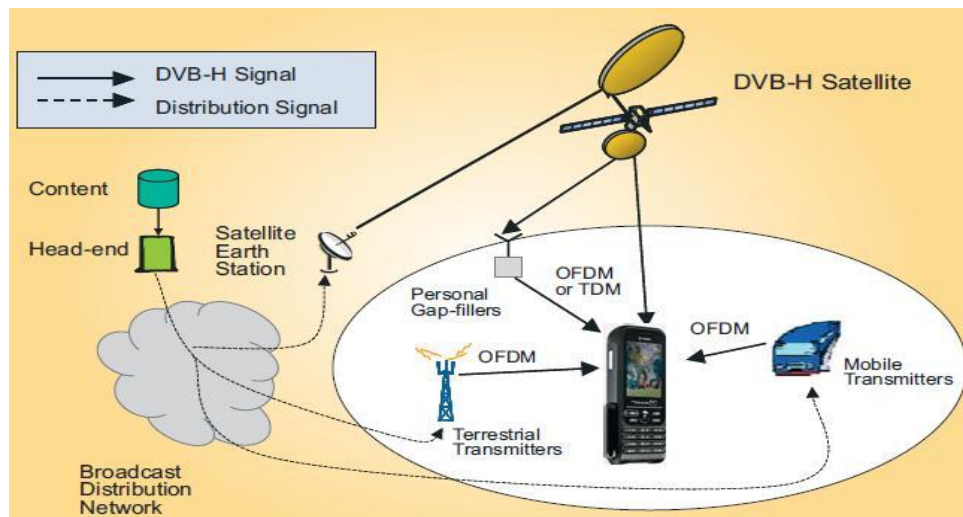 DVB-H Signal
Distribution Signal
DVB-H Satellite
Content
Head-end
Satellite
Earth
Station
Personal
Gap-fillers
OFDM
or TDM
OFDM
OFDM
Mobile
Transmitters
Terrestrial
Transmitters
Broadcast
Distribution
Network